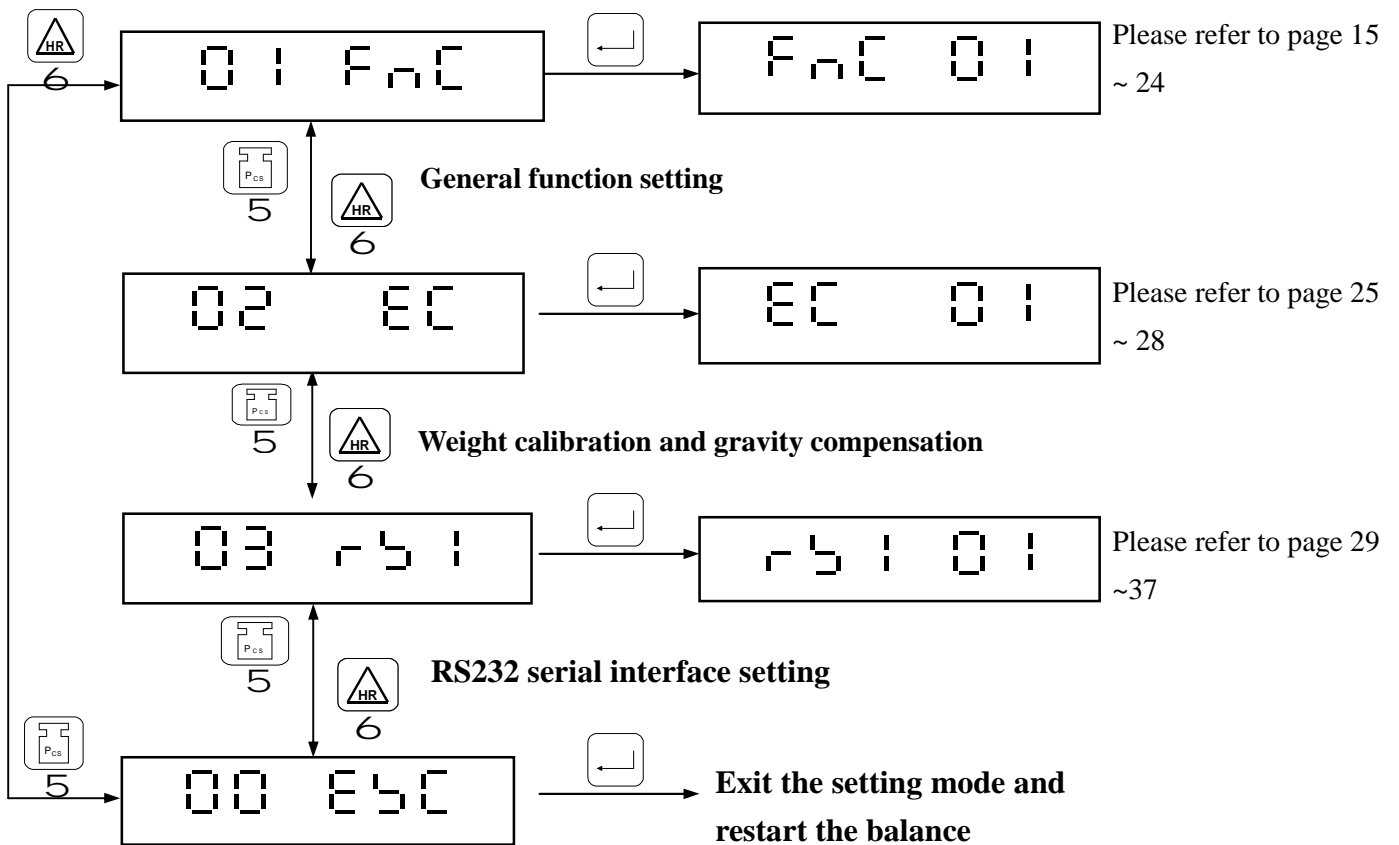 HR
6
01 FnC
FnC 01
Please refer to page 15
~ 24
Pcs
5
HR
6
General function setting
02 EC
EC 01
Please refer to page 25
~ 28
Pcs
5
HR
6
Weight calibration and gravity compensation
03 rS1
rS1 01
Please refer to page 29
~37
Pcs
5
HR
6
RS232 serial interface setting
Pcs
5
00 ESC
Exit the setting mode and
restart the balance